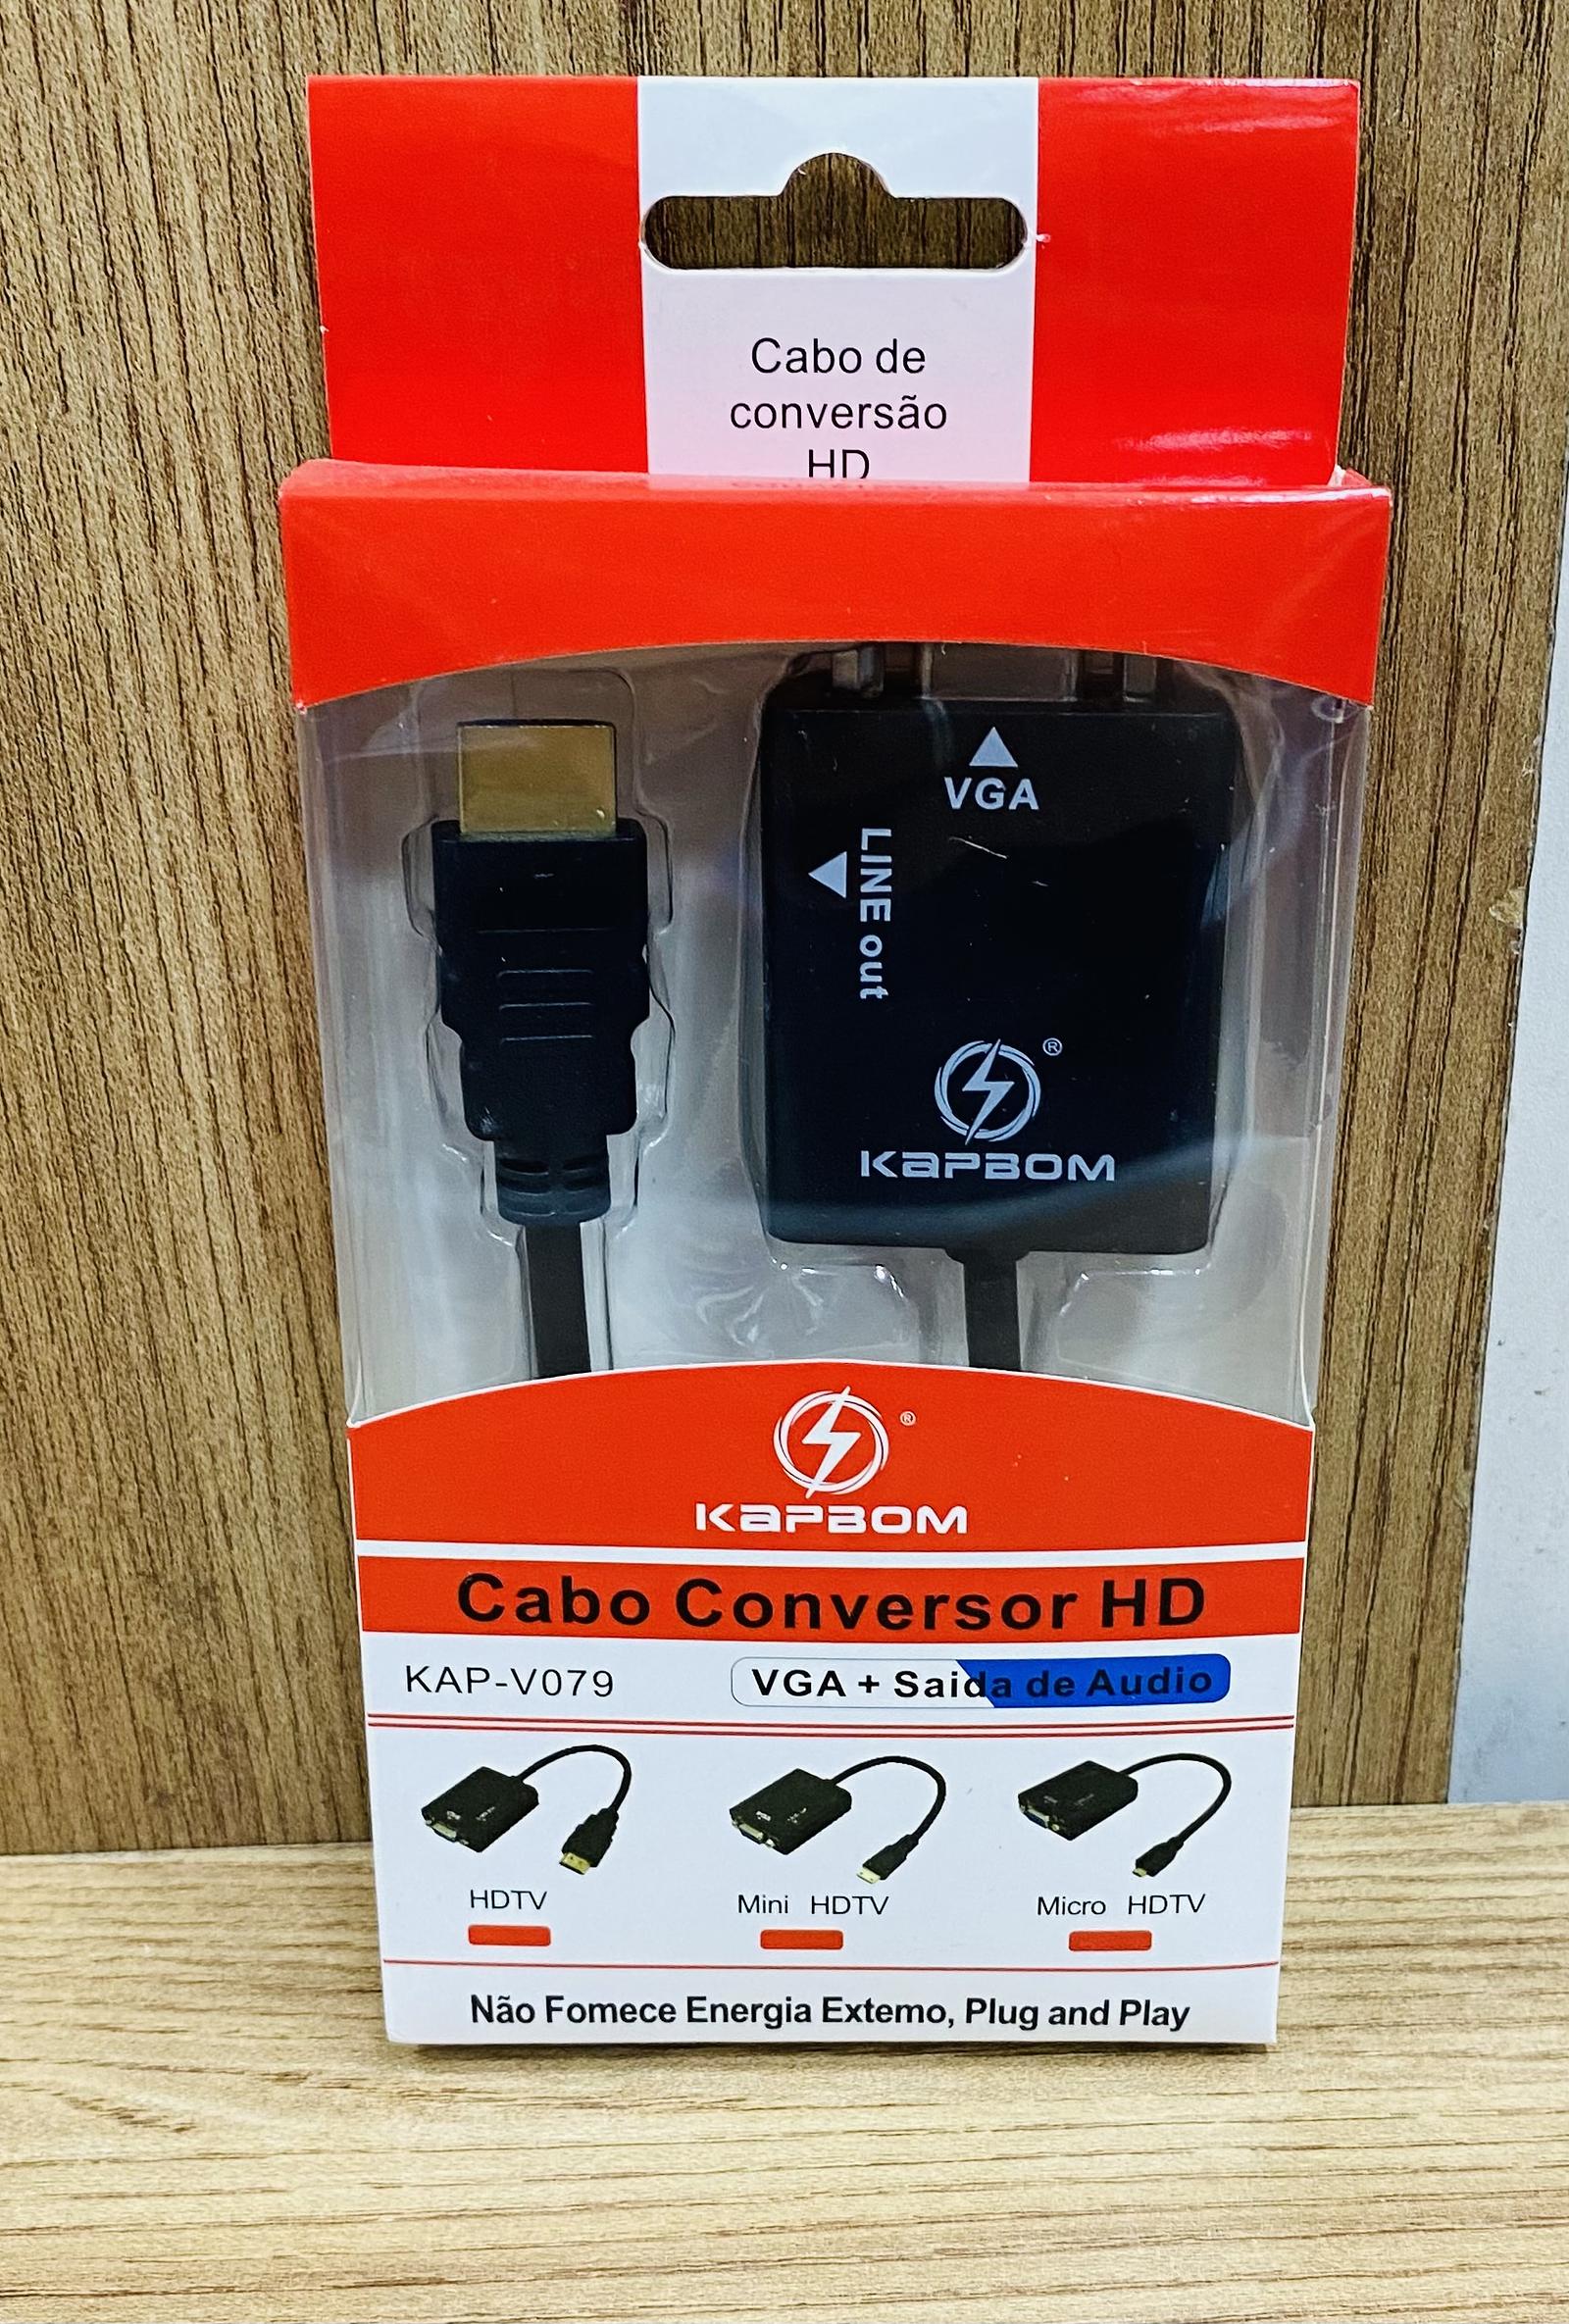 Cabo de
conversão
HD
VGA
LINE out
®
KAPBOM
®
KAPBOM
Cabo Conversor HD
KAP-V079
VGA + Saida de Audio
HDTV
Mini HDTV
Micro HDTV
Não Fomece Energia Extemo, Plug and Play